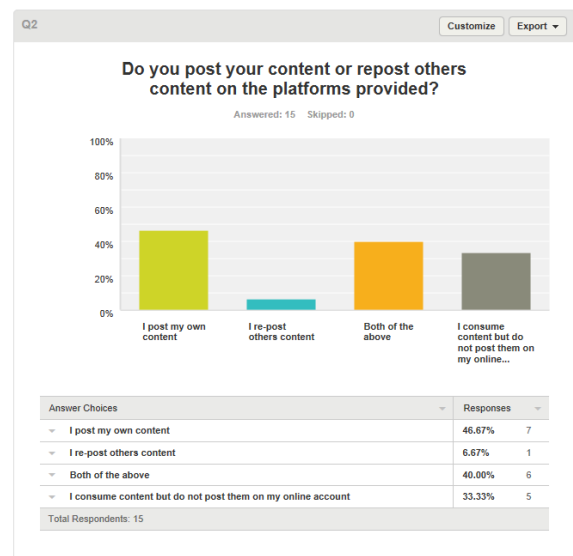 Q2
Customize
Export
Do you post your content or repost others
content on the platforms provided?
Answered: 15 Skipped: 0
100%
80%
60%
40%
20%
0%
I post my own
content
I re-post
others content
Both of the
above
I consume
content but do
not post them on
my online...
Answer Choices Responses
I post my own content 46.67% 7
I re-post others content 6.67% 1
Both of the above 40.00% 6
I consume content but do not post them on my online account 33.33% 5
Total Respondents: 15